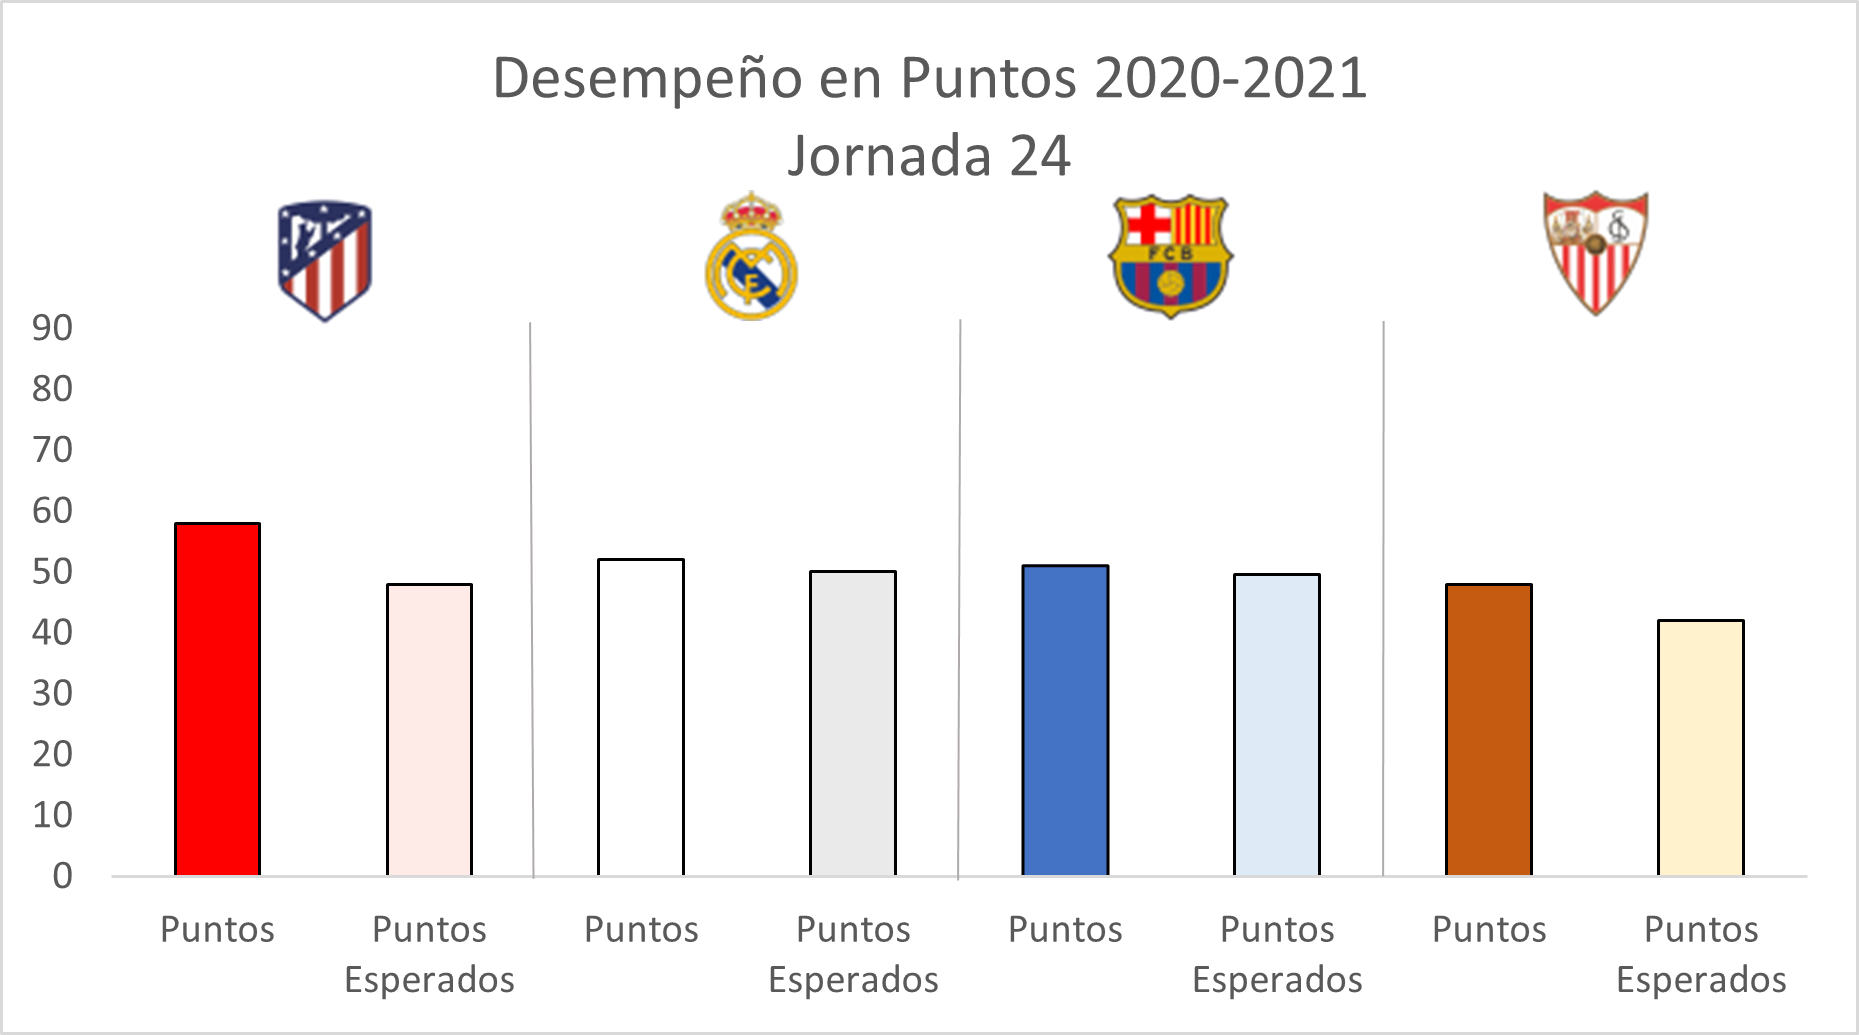 Desempeño en Puntos 2020-2021
Jornada 24
FCB
90
80
70
60
50
40
30
20
10
0
Puntos
Puntos
Esperados
Puntos
Puntos
Esperados
Puntos
Puntos
Esperados
Puntos
Puntos
Esperados